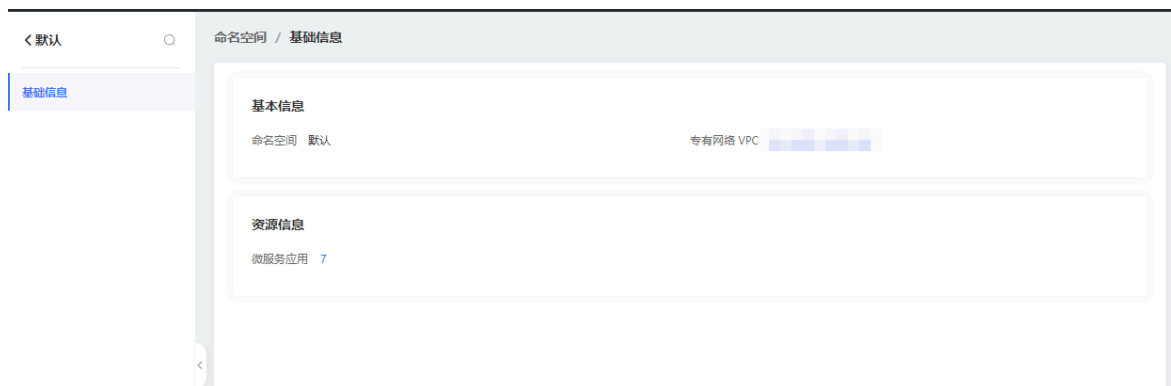 默认
命名空间 / 基础信息
基础信息
基本信息
命名空间 默认
专有网络 VPC
资源信息
微服务应用 7